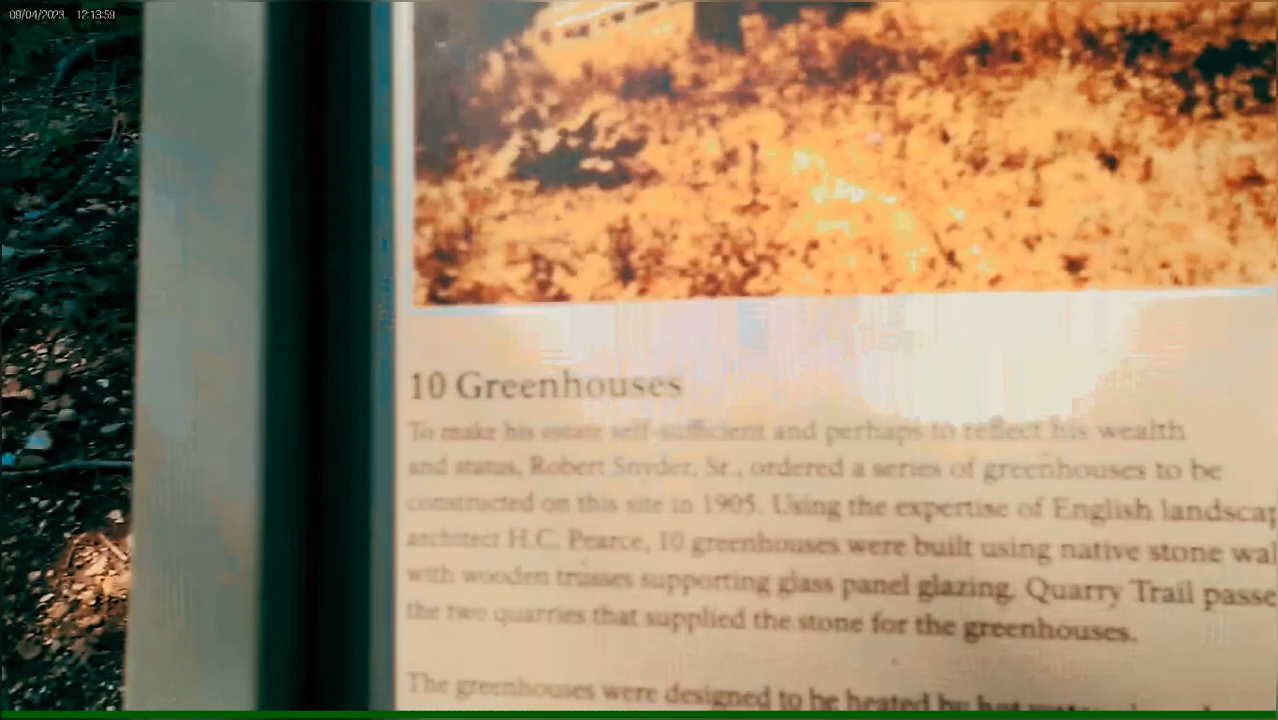 09/04/2023 12:13:59
10 Greenhouses
To make his estate self-sufficient and perhaps to reflect his wealth
and status, Robert Snyder, Sr., ordered a series of greenhouses to be
constructed on this site in 1905. Using the expertise of English landscap
architect H.C. Pearce, 10 greenhouses were built using native stone wal
with wooden trusses supporting glass panel glazing. Quarry Trail passe
the two quarries that supplied the stone for the greenhouses.
The greenhouses were designed to be heated by hot